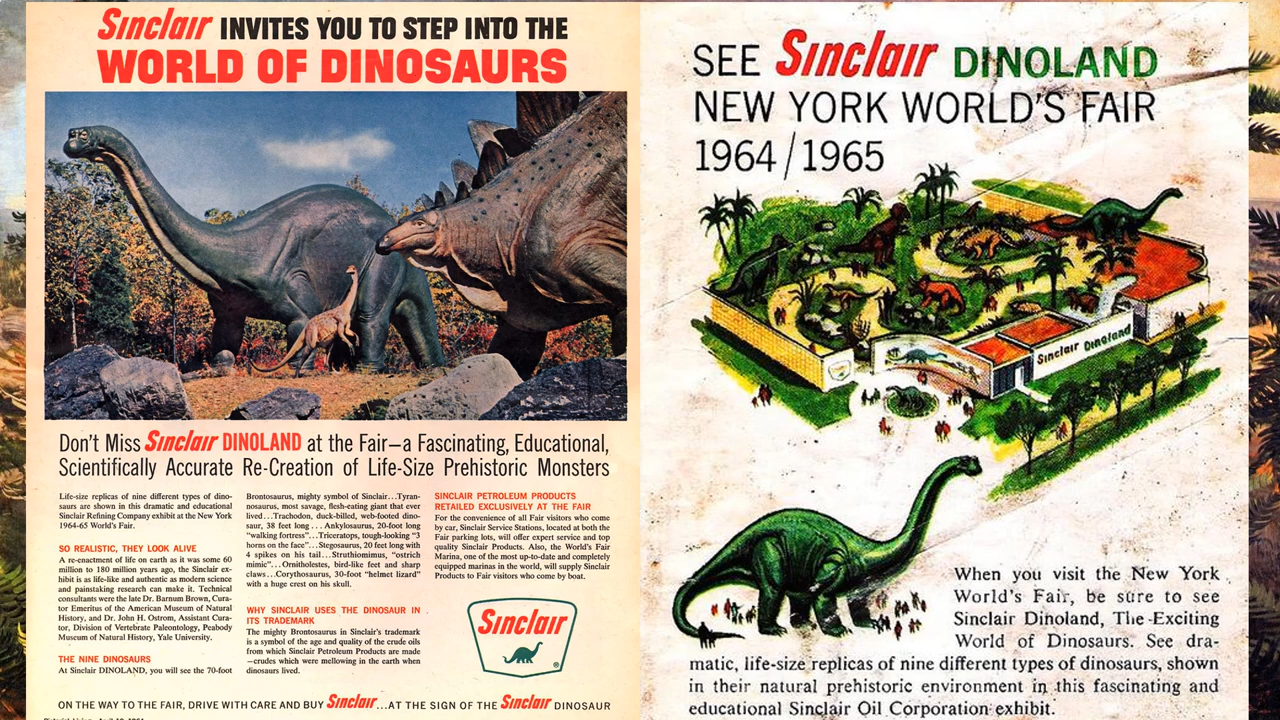 Sinclair INVITES YOU TO STEP INTO THE
WORLD OF DINOSAURS
Don't Miss Sinclair DINOLAND at the Fair—a Fascinating, Educational,
Scientifically Accurate Re-Creation of Life-Size Prehistoric Monsters
Life-size replicas of nine different types of dino-
saurs are shown in this dramatic and educational
Sinclair Refining Company exhibit at the New York
1964-65 World's Fair.
SO REALISTIC, THEY LOOK ALIVE
A re-enactment of life on earth as it was some 60
million to 180 million years ago, the Sinclair ex-
hibit is as life-like and authentic as modern science
and painstaking research can make it. Technical
consultants were the late Dr. Barnum Brown, Cura-
tor Emeritus of the American Museum of Natural
History, and Dr. John H. Ostrom, Assistant Cura-
tor, Division of Vertebrate Paleontology, Peabody
Museum of Natural History, Yale University.
THE NINE DINOSAURS
At Sinclair DINOLAND, you will see the 70-foot
Brontosaurus, mighty symbol of Sinclair...Tyran-
nosaurus, most savage, flesh-eating giant that ever
lived...Trachodon, duck-billed, web-footed dino-
saur, 38 feet long... Ankylosaurus, 20-foot long
"walking fortress"...Triceratops, tough-looking "3
horns on the face"...Stegosaurus, 20 feet long with
4 spikes on his tail...Struthiomimus, "ostrich
mimic"...Ornitholestes, bird-like feet and sharp
claws...Corythosaurus, 30-foot "helmet lizard"
with a huge crest on his skull.
WHY SINCLAIR USES THE DINOSAUR IN
ITS TRADEMARK
The mighty Brontosaurus in Sinclair's trademark
is a symbol of the age and quality of the crude oils
from which Sinclair Petroleum Products are made
—crudes which were mellowing in the earth when
dinosaurs lived.
SINCLAIR PETROLEUM PRODUCTS
RETAILED EXCLUSIVELY AT THE FAIR
For the convenience of all Fair visitors who come
by car, Sinclair Service Stations, located at both the
Fair parking lots, will offer expert service and top
quality Sinclair Products. Also, the World's Fair
Marina, one of the most up-to-date and completely
equipped marinas in the world, will supply Sinclair
Products to Fair visitors who come by boat.
Sinclair
®
ON THE WAY TO THE FAIR, DRIVE WITH CARE AND BUY Sinclair...AT THE SIGN OF THE Sinclair DINOSAUR
SEE Sinclair DINOLAND
NEW YORK WORLD'S FAIR
1964/1965
Sinclair Dinoland
When you visit the New York
World's Fair, be sure to see
Sinclair Dinoland, The Exciting
World of Dinosaurs. See dra-
matic, life-size replicas of nine different types of dinosaurs, shown
in their natural prehistoric environment in this fascinating and
educational Sinclair Oil Corporation exhibit.